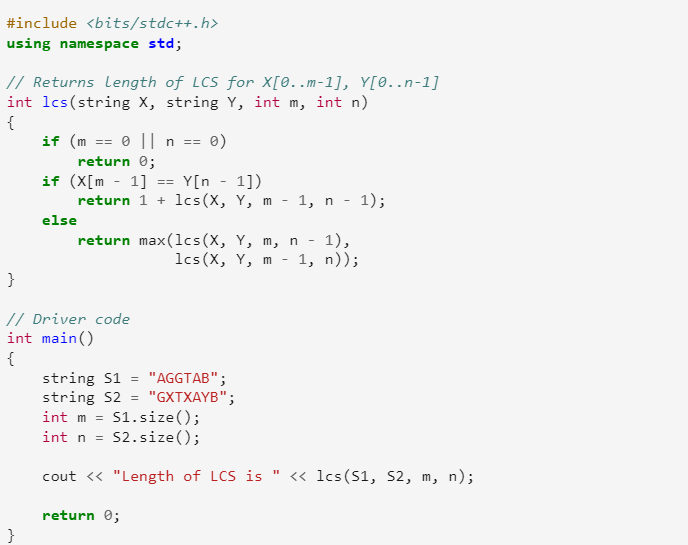 #include <bits/stdc++.h>
using namespace std;

// Returns length of LCS for X[0..m-1], Y[0..n-1]
int lcs(string X, string Y, int m, int n)
{
    if (m == 0 || n == 0)
        return 0;
    if (X[m - 1] == Y[n - 1])
        return 1 + lcs(X, Y, m - 1, n - 1);
    else
        return max(lcs(X, Y, m, n - 1),
                   lcs(X, Y, m - 1, n));
}

// Driver code
int main()
{
    string S1 = "AGGTAB";
    string S2 = "GXTXAYB";
    int m = S1.size();
    int n = S2.size();

    cout << "Length of LCS is " << lcs(S1, S2, m, n);

    return 0;
}